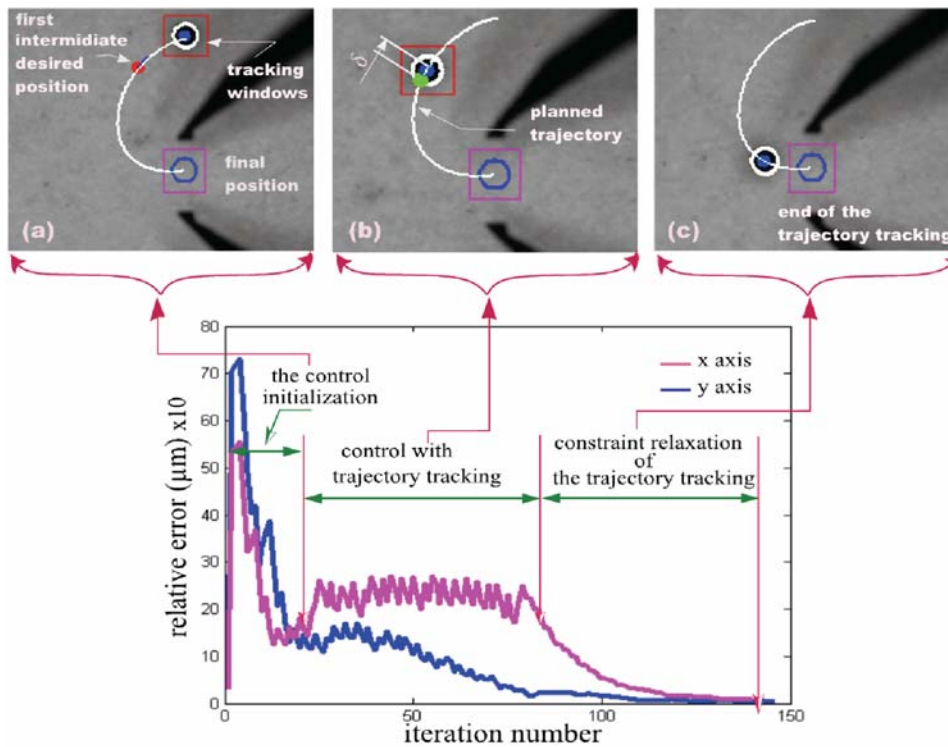 first
intermidiate
desired
position
tracking
windows
final
position
(a)
δ
planned
trajectory
(b)
end of the
trajectory tracking
(c)
80
70
60
50
40
30
20
10
0
relative error (µm) x10
the control
initialization
control with
trajectory tracking
constraint relaxation
of
the trajectory tracking
x axis
y axis
0
50
100
150
iteration number